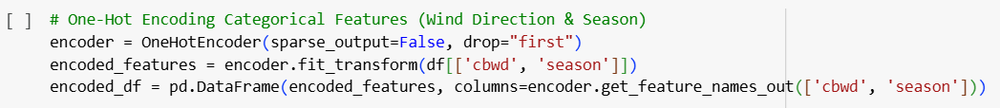 [ ] # One-Hot Encoding Categorical Features (Wind Direction & Season)
encoder = OneHotEncoder(sparse_output=False, drop="first")
encoded_features = encoder.fit_transform(df[['cbwd', 'season']])
encoded_df = pd.DataFrame(encoded_features, columns=encoder.get_feature_names_out(['cbwd', 'season']))